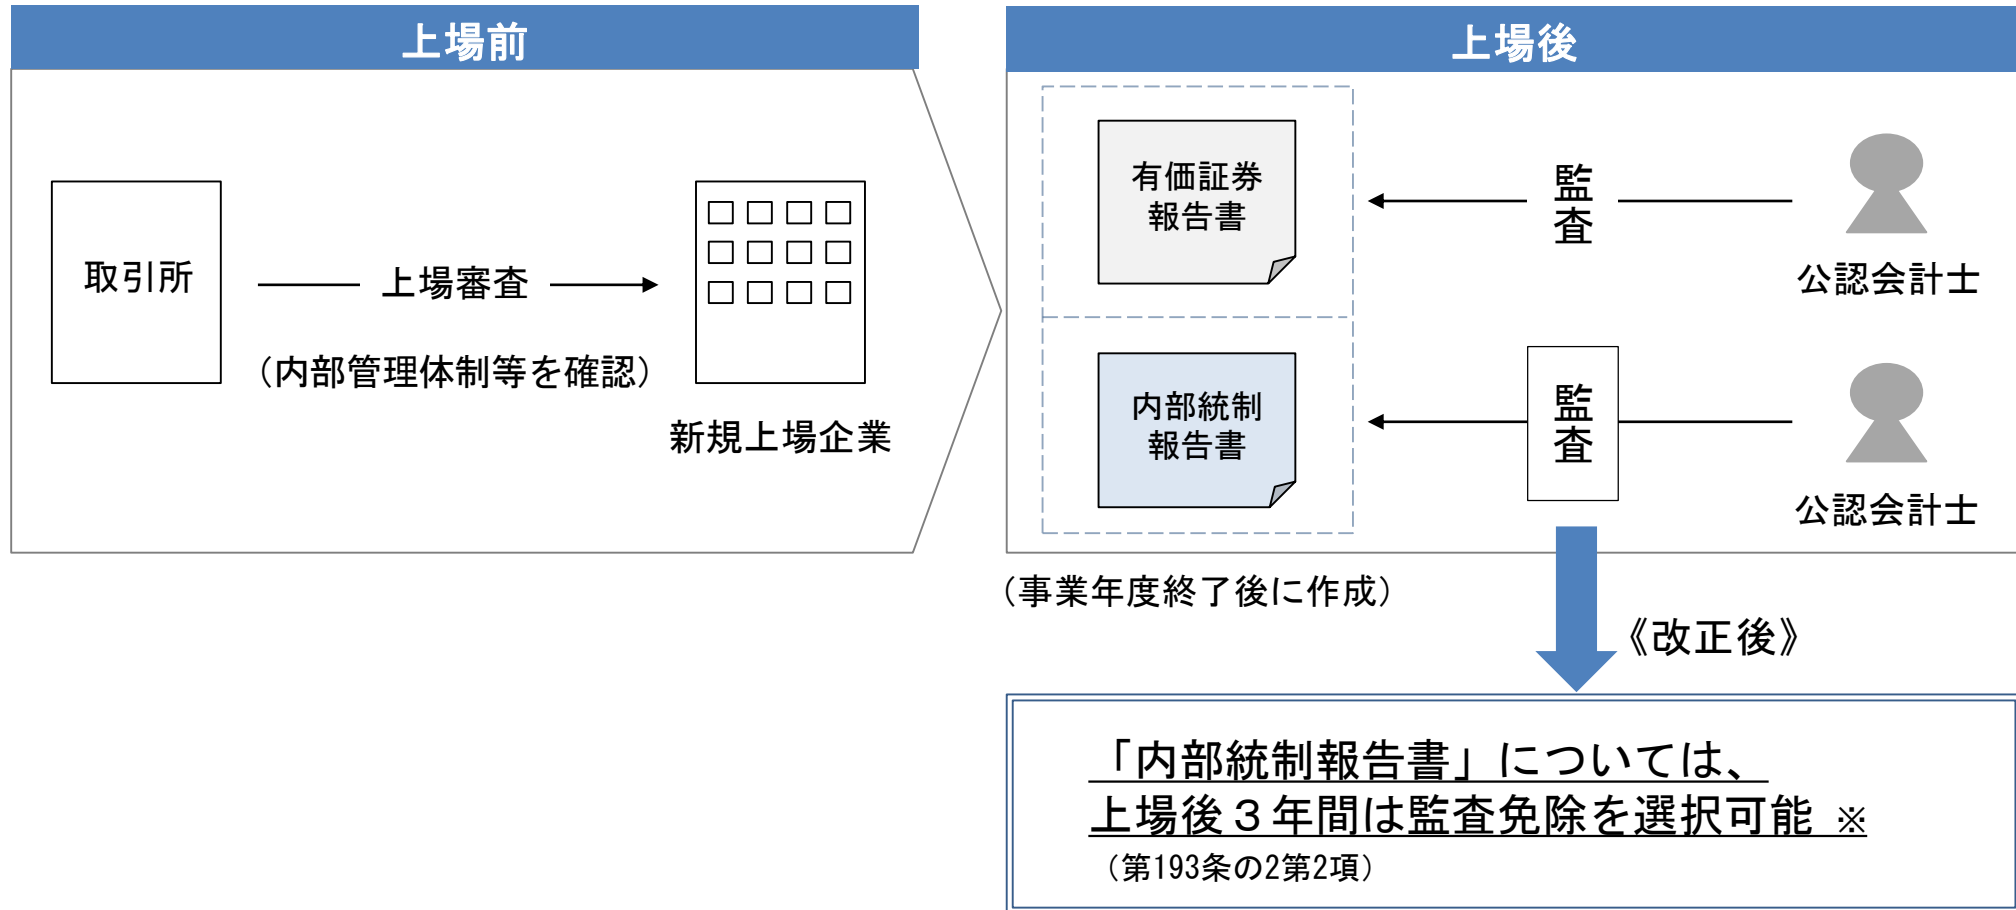 上場前
取引所
上場審査
（内部管理体制等を確認）
新規上場企業
上場後
有価証券
報告書
監査
公認会計士
内部統制
報告書
監査
公認会計士
（事業年度終了後に作成）
《改正後》
「内部統制報告書」については、
上場後３年間は監査免除を選択可能 ※
（第193条の2第2項）